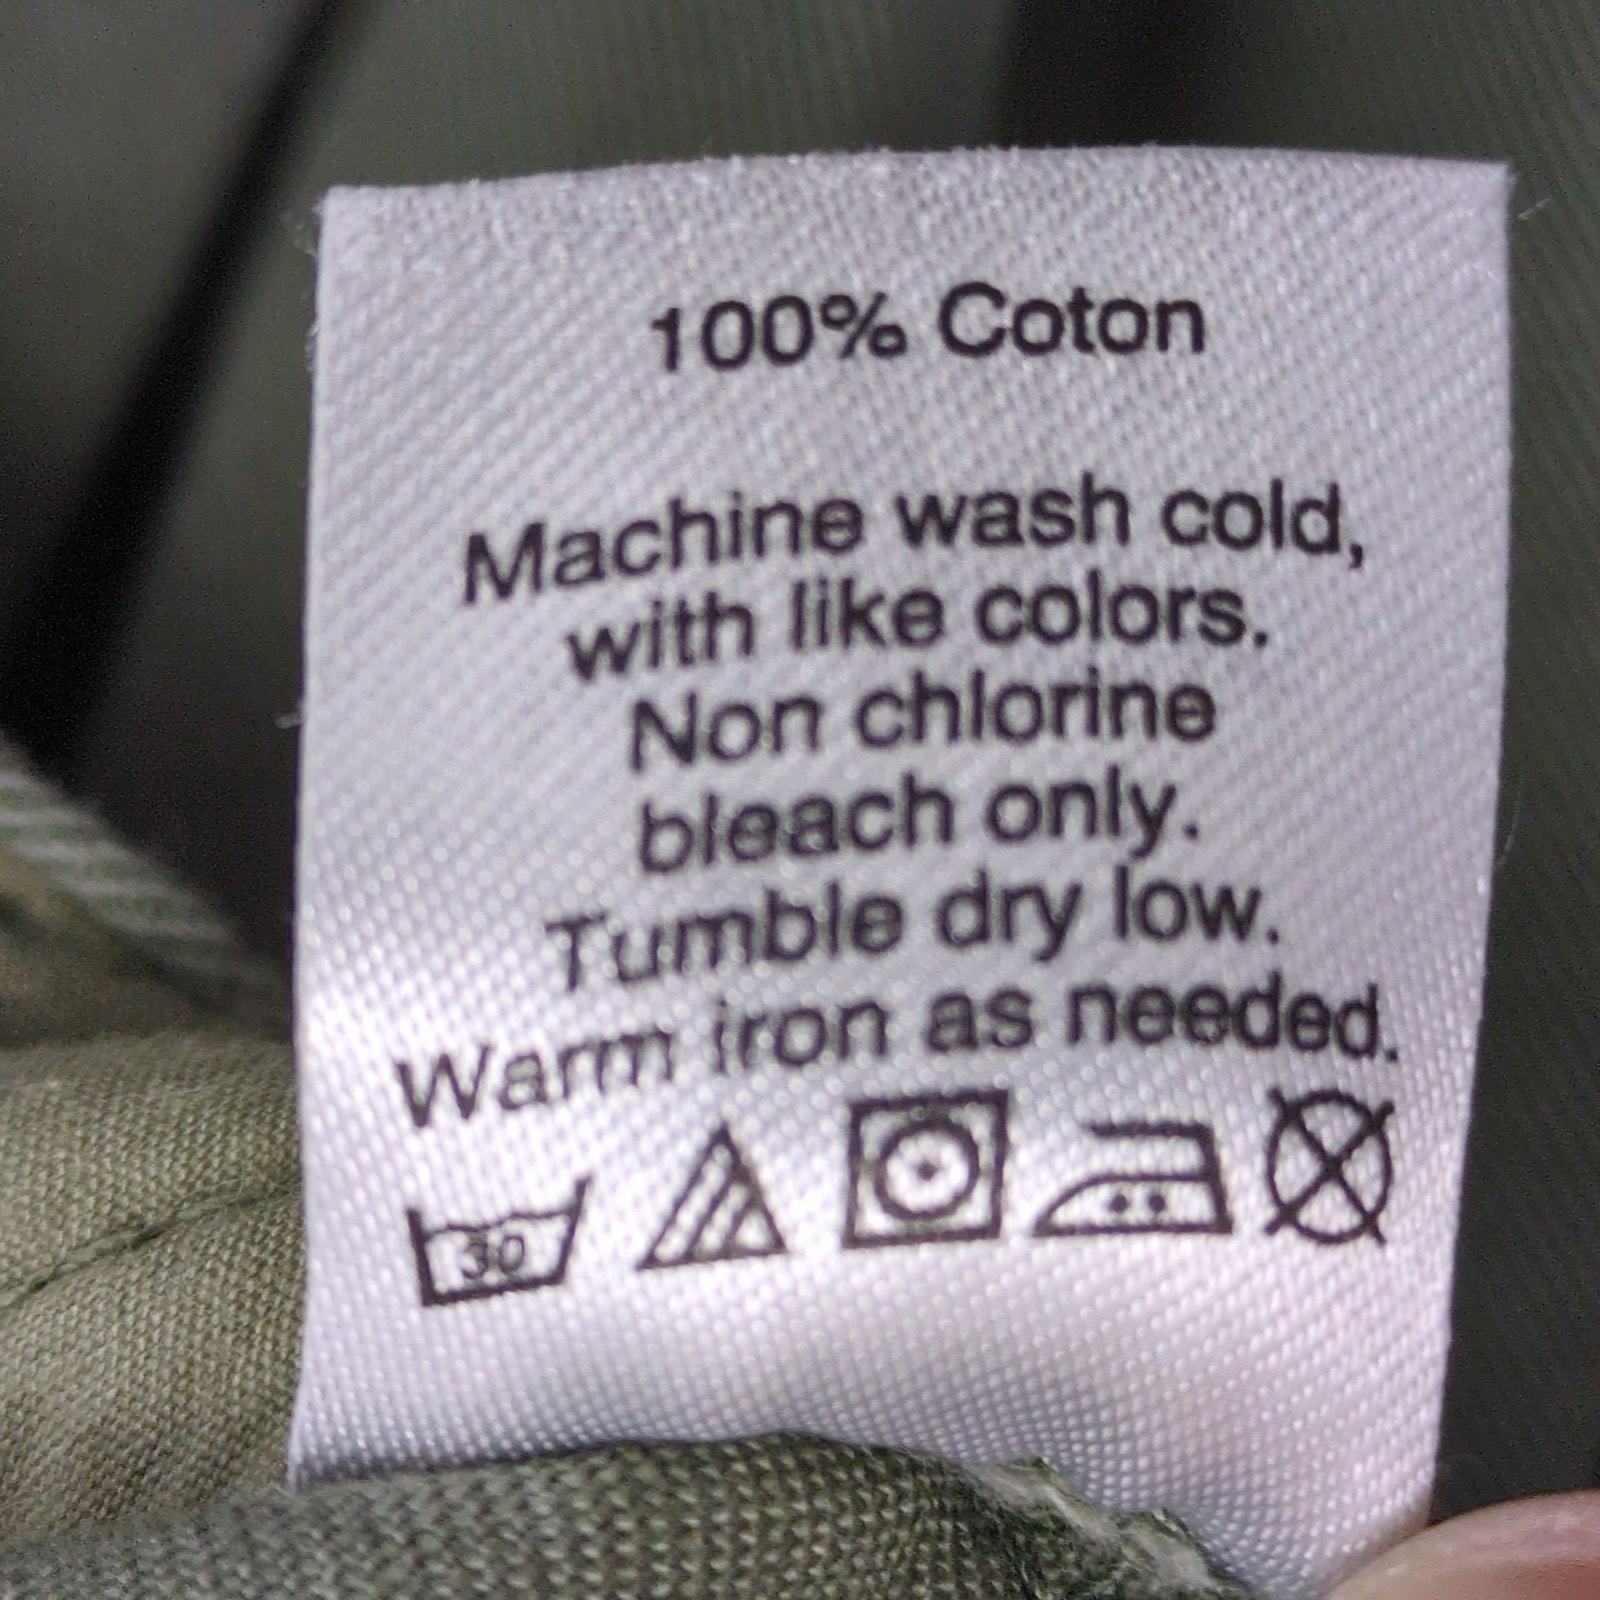 100% Coton
Machine wash cold,
with like colors.
Non chlorine
bleach only.
Tumble dry low.
Warm iron as needed.
30